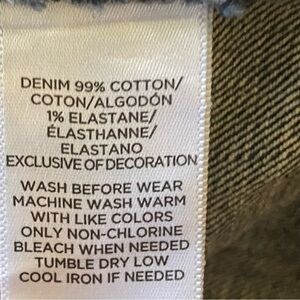 DENIM 99% COTTON/
COTON/ALGODÓN
1% ELASTANE/
ÉLASTHANNE/
ELASTANO
EXCLUSIVE OF DECORATION
WASH BEFORE WEAR
MACHINE WASH WARM
WITH LIKE COLORS
ONLY NON-CHLORINE
BLEACH WHEN NEEDED
TUMBLE DRY LOW
COOL IRON IF NEEDED